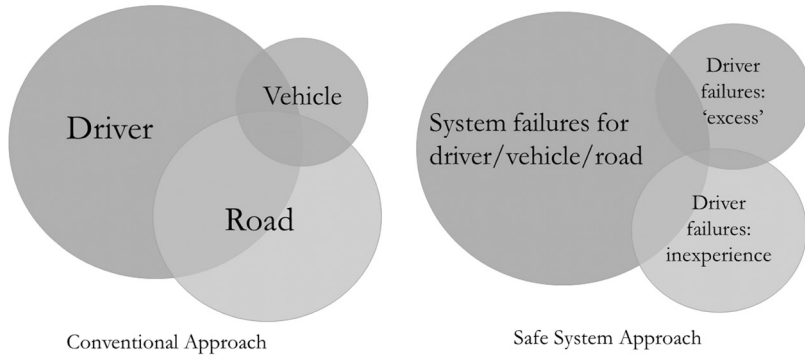 Driver
Vehicle
Road
Conventional Approach
System failures for
driver/vehicle/road
Driver
failures:
‘excess’
Driver
failures:
inexperience
Safe System Approach